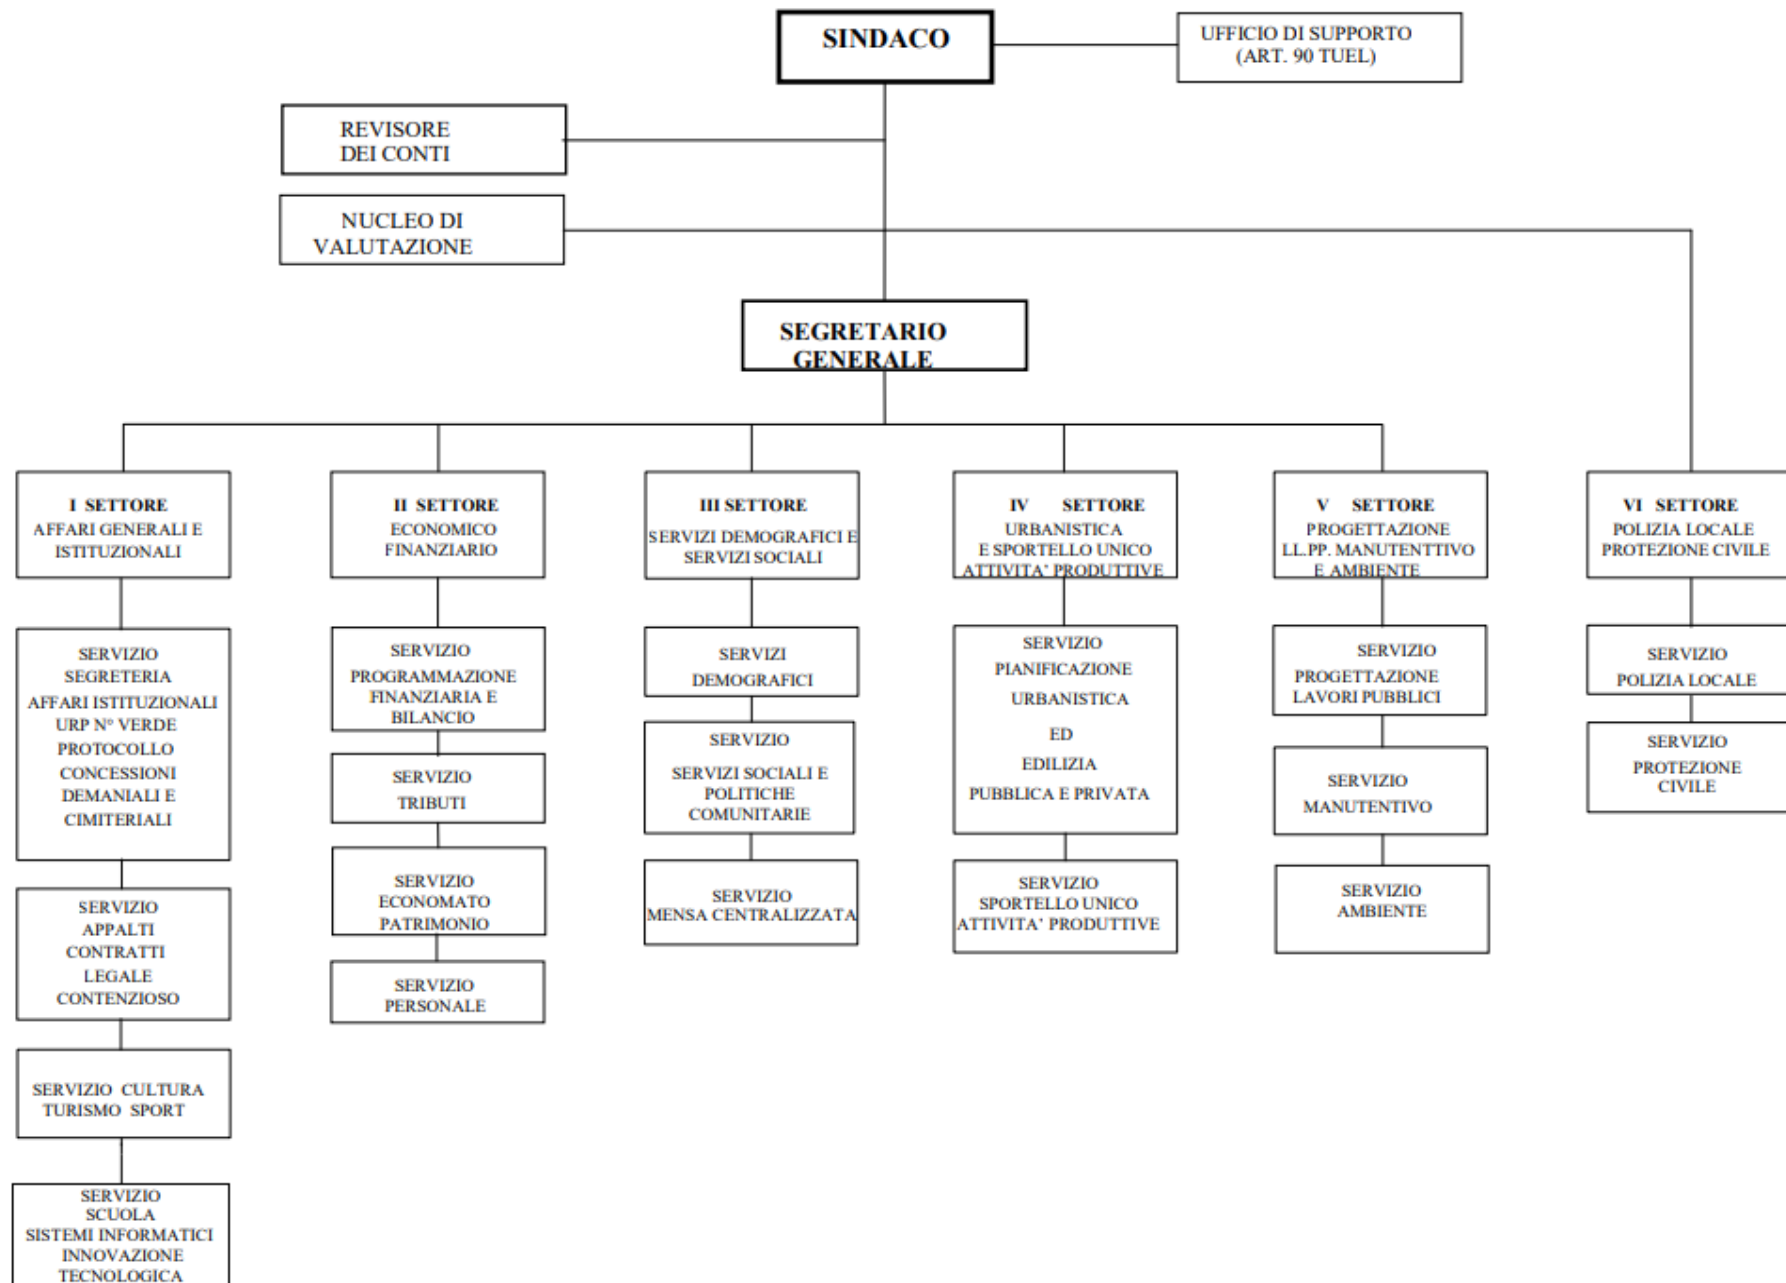 SINDACO
UFFICIO DI SUPPORTO
(ART. 90 TUEL)
REVISORE
DEI CONTI
NUCLEO DI
VALUTAZIONE
SEGRETARIO
GENERALE
I SETTORE
AFFARI GENERALI E
ISTITUZIONALI
II SETTORE
ECONOMICO
FINANZIARIO
III SETTORE
SERVIZI DEMOGRAFICI E
SERVIZI SOCIALI
IV SETTORE
URBANISTICA
E SPORTELLO UNICO
ATTIVITA' PRODUTTIVE
V SETTORE
PROGETTAZIONE
LL.PP. MANUTENTTIVO
E AMBIENTE
VI SETTORE
POLIZIA LOCALE
PROTEZIONE CIVILE
SERVIZIO
SEGRETERIA
AFFARI ISTITUZIONALI
URP N° VERDE
PROTOCOLLO
CONCESSIONI
DEMANIALI E
CIMITERIALI
SERVIZIO
APPALTI
CONTRATTI
LEGALE
CONTENZIOSO
SERVIZIO CULTURA
TURISMO SPORT
SERVIZIO
SCUOLA
SISTEMI INFORMATICI
INNOVAZIONE
TECNOLOGICA
SERVIZIO
PROGRAMMAZIONE
FINANZIARIA E
BILANCIO
SERVIZIO
TRIBUTI
SERVIZIO
ECONOMATO
PATRIMONIO
SERVIZIO
PERSONALE
SERVIZI
DEMOGRAFICI
SERVIZIO
SERVIZI SOCIALI E
POLITICHE
COMUNITARIE
SERVIZIO
MENSA CENTRALIZZATA
SERVIZIO
PIANIFICAZIONE
URBANISTICA
ED
EDILIZIA
PUBBLICA E PRIVATA
SERVIZIO
SPORTELLO UNICO
ATTIVITA' PRODUTTIVE
SERVIZIO
PROGETTAZIONE
LAVORI PUBBLICI
SERVIZIO
MANUTENTIVO
SERVIZIO
AMBIENTE
SERVIZIO
POLIZIA LOCALE
SERVIZIO
PROTEZIONE
CIVILE